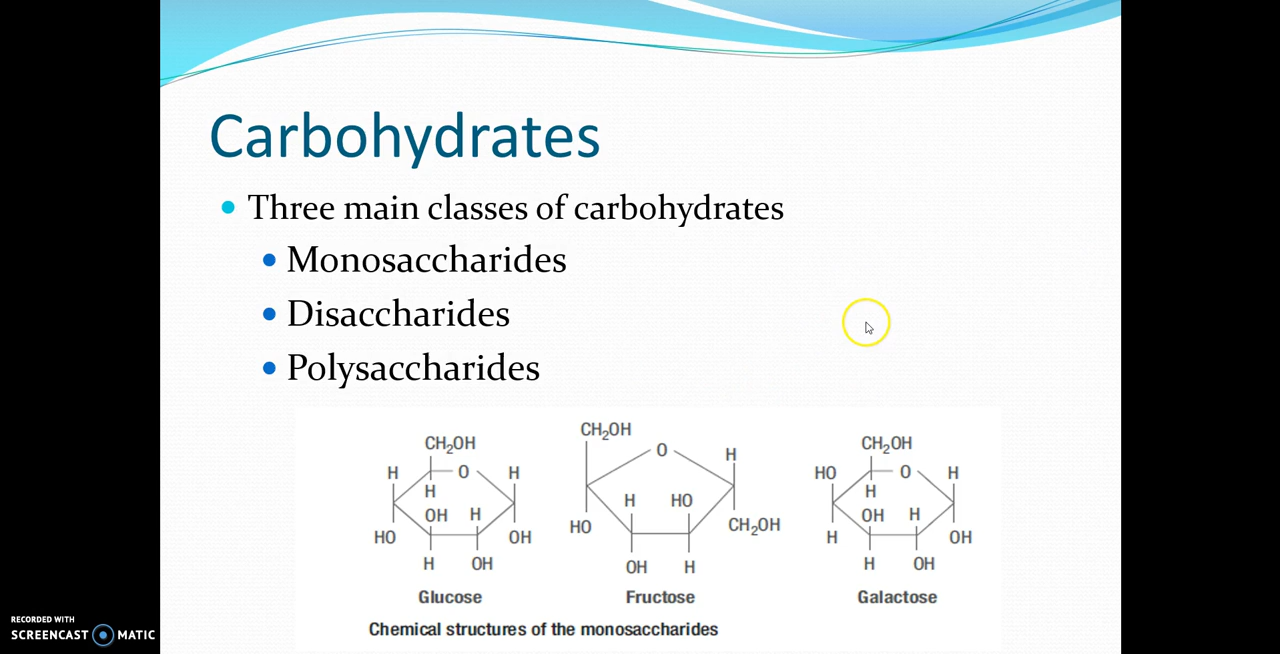 Carbohydrates
Three main classes of carbohydrates
Monosaccharides
Disaccharides
Polysaccharides
CH₂OH
H
O
H
H
OH
H
HO
OH
H
OH
Glucose
CH₂OH
O
H
H
HO
HO
CH₂OH
OH
H
Fructose
CH₂OH
HO
O
H
H
OH
H
H
OH
H
OH
Galactose
Chemical structures of the monosaccharides
RECORDED WITH
SCREENCAST MATIC